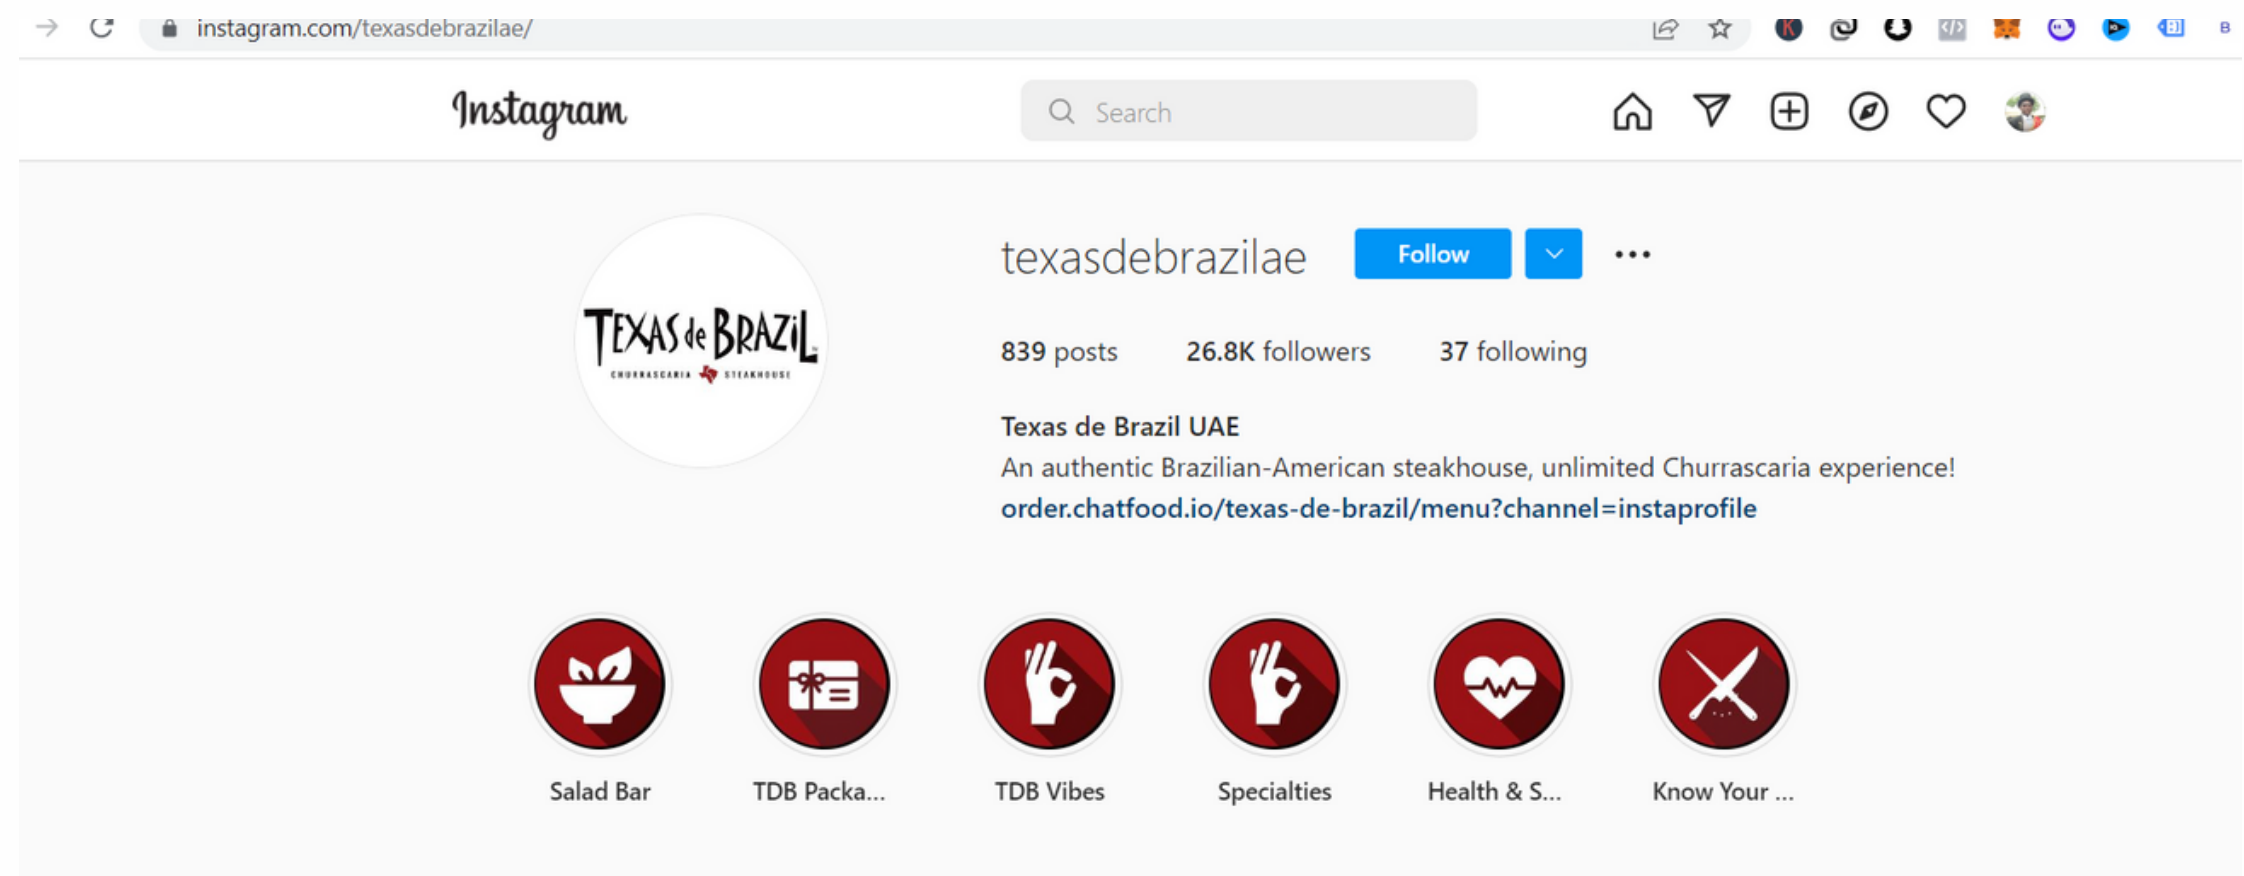 instagram.com/texasdebrazilae/
Instagram
Search
TEXAS de BRAZiL
CHURRASCARIA STEAKHOUSE
texasdebrazilae Follow
839 posts 26.8K followers 37 following
Texas de Brazil UAE
An authentic Brazilian-American steakhouse, unlimited Churrascaria experience!
order.chatfood.io/texas-de-brazil/menu?channel=instaprofile
Salad Bar TDB Packa... TDB Vibes Specialties Health & S... Know Your ...